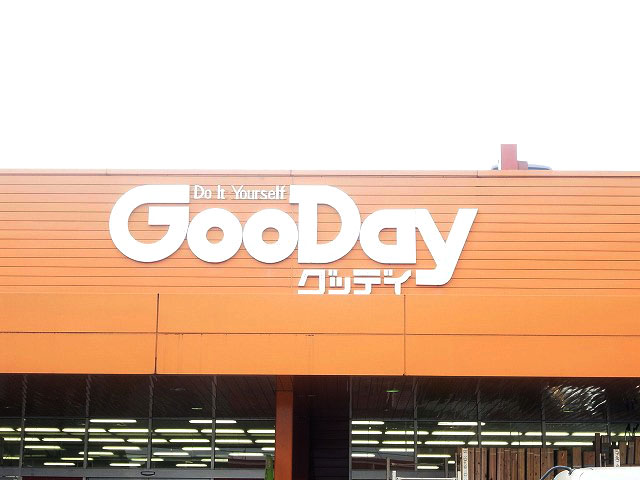 Do It Yourself
GooDay
グッデイ